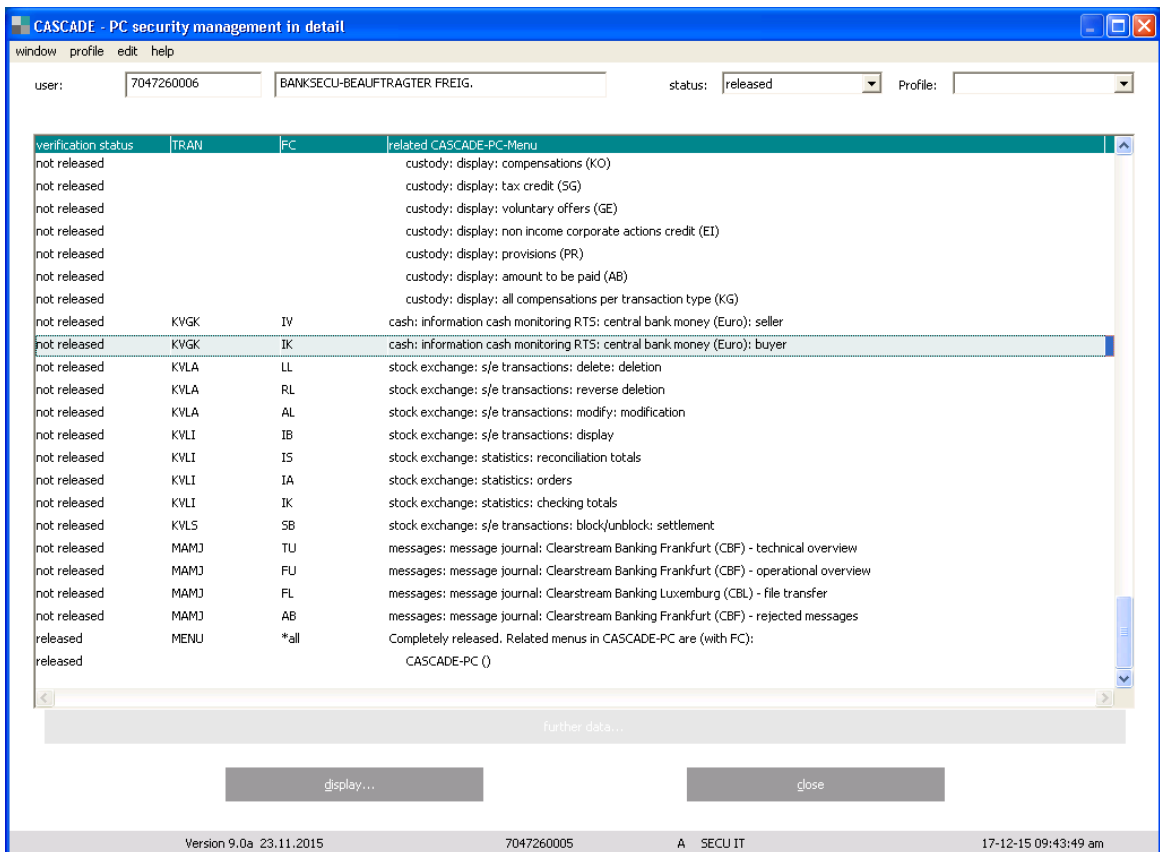 CASCADE - PC security management in detail
window profile edit help
user: 7047260006 BANKSECU-BEAUFTRAGTER FREIG. status: released Profile:
verification status TRAN FC related CASCADE-PC-Menu
not released custody: display: compensations (KO)
not released custody: display: tax credit (SG)
not released custody: display: voluntary offers (GE)
not released custody: display: non income corporate actions credit (EI)
not released custody: display: provisions (PR)
not released custody: display: amount to be paid (AB)
not released custody: display: all compensations per transaction type (KG)
not released KVGK IV cash: information cash monitoring RTS: central bank money (Euro): seller
not released KVGK IK cash: information cash monitoring RTS: central bank money (Euro): buyer
not released KVLA LL stock exchange: s/e transactions: delete: deletion
not released KVLA RL stock exchange: s/e transactions: reverse deletion
not released KVLA AL stock exchange: s/e transactions: modify: modification
not released KVLI IB stock exchange: s/e transactions: display
not released KVLI IS stock exchange: statistics: reconciliation totals
not released KVLI IA stock exchange: statistics: orders
not released KVLI IK stock exchange: statistics: checking totals
not released KVLS SB stock exchange: s/e transactions: block/unblock: settlement
not released MAMJ TU messages: message journal: Clearstream Banking Frankfurt (CBF) - technical overview
not released MAMJ FU messages: message journal: Clearstream Banking Frankfurt (CBF) - operational overview
not released MAMJ FL messages: message journal: Clearstream Banking Luxemburg (CBL) - file transfer
not released MAMJ AB messages: message journal: Clearstream Banking Frankfurt (CBF) - rejected messages
released MENU *all Completely released. Related menus in CASCADE-PC are (with FC):
released CASCADE-PC ()
further data...
display... close
Version 9.0a 23.11.2015 7047260005 A SECU IT 17-12-15 09:43:49 am